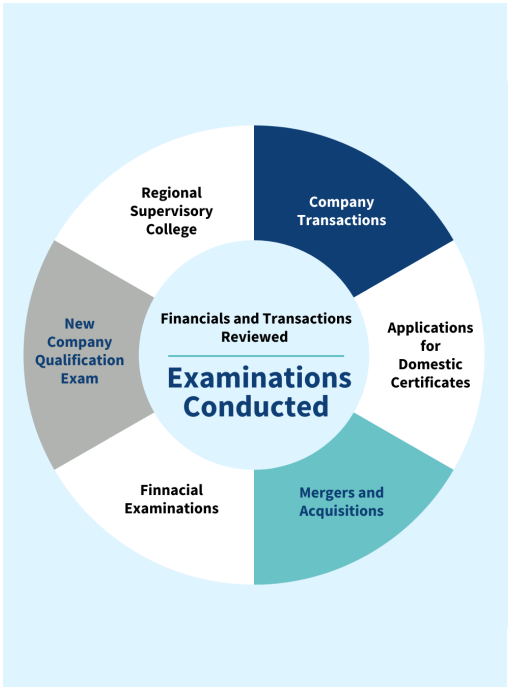 Regional
Supervisory
College
Company
Transactions
Financials and Transactions
Reviewed
Examinations
Conducted
New
Company
Qualification
Exam
Applications
for
Domestic
Certificates
Finnacial
Examinations
Mergers and
Acquisitions